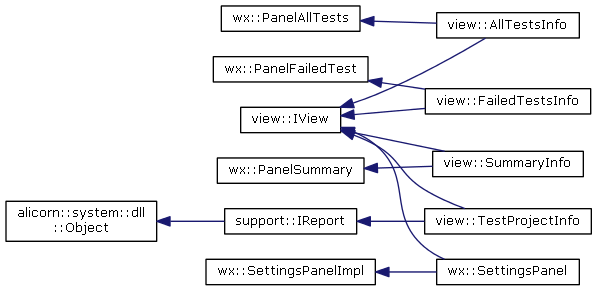 wx::PanelAllTests
view::AllTestsInfo
wx::PanelFailedTest
view::FailedTestsInfo
view::IView
view::SummaryInfo
wx::PanelSummary
alicorn::system::dll
::Object
support::IReport
view::TestProjectInfo
wx::SettingsPanelImpl
wx::SettingsPanel